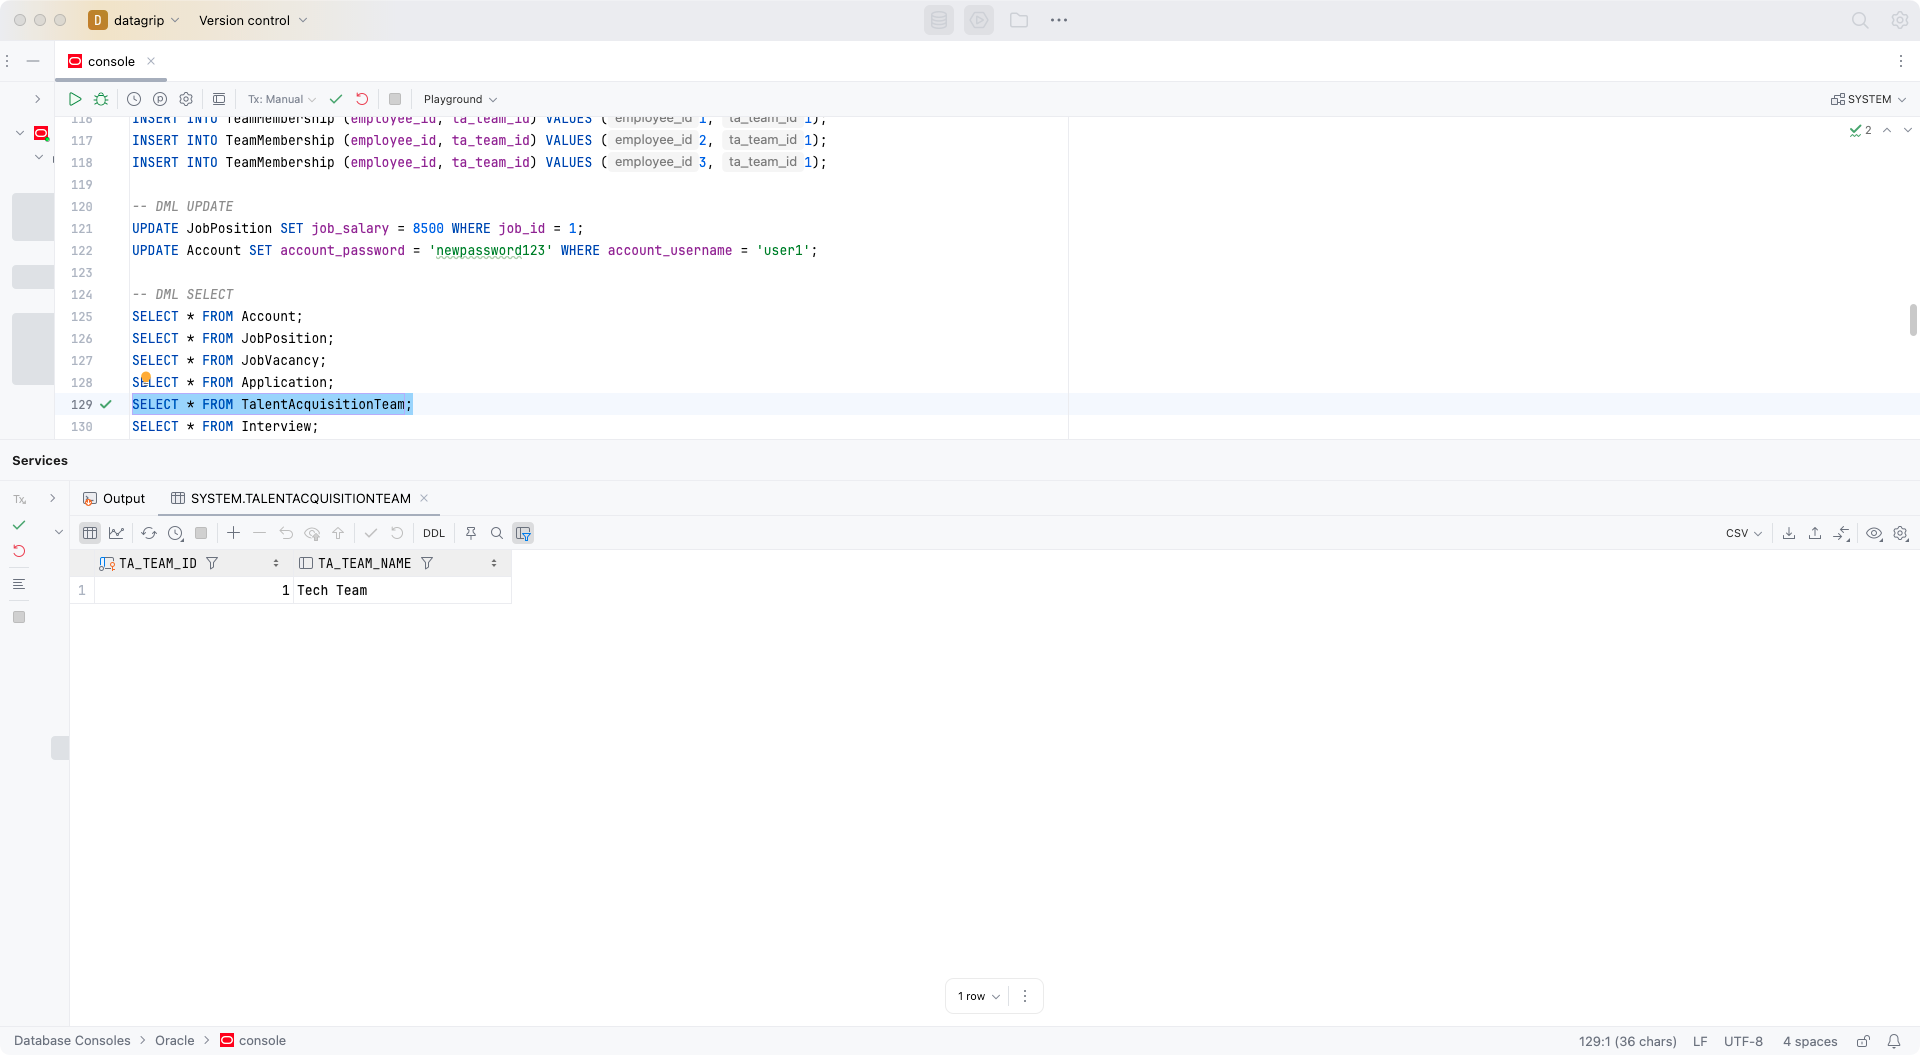 D datagrip Version control
console
Tx: Manual Playground SYSTEM
116 INSERT INTO TeamMembership (employee_id, ta_team_id) VALUES ( employee_id 1, ta_team_id 1);
117 INSERT INTO TeamMembership (employee_id, ta_team_id) VALUES ( employee_id 2, ta_team_id 1);
118 INSERT INTO TeamMembership (employee_id, ta_team_id) VALUES ( employee_id 3, ta_team_id 1);
2
119
120 -- DML UPDATE
121 UPDATE JobPosition SET job_salary = 8500 WHERE job_id = 1;
122 UPDATE Account SET account_password = 'newpassword123' WHERE account_username = 'user1';
123
124 -- DML SELECT
125 SELECT * FROM Account;
126 SELECT * FROM JobPosition;
127 SELECT * FROM JobVacancy;
128 SELECT * FROM Application;
129 SELECT * FROM TalentAcquisitionTeam;
130 SELECT * FROM Interview;
Services
Tx Output SYSTEM.TALENTACQUISITIONTEAM
DDL CSV
TA_TEAM_ID TA_TEAM_NAME
1 1 Tech Team
1 row
Database Consoles Oracle console 129:1 (36 chars) LF UTF-8 4 spaces